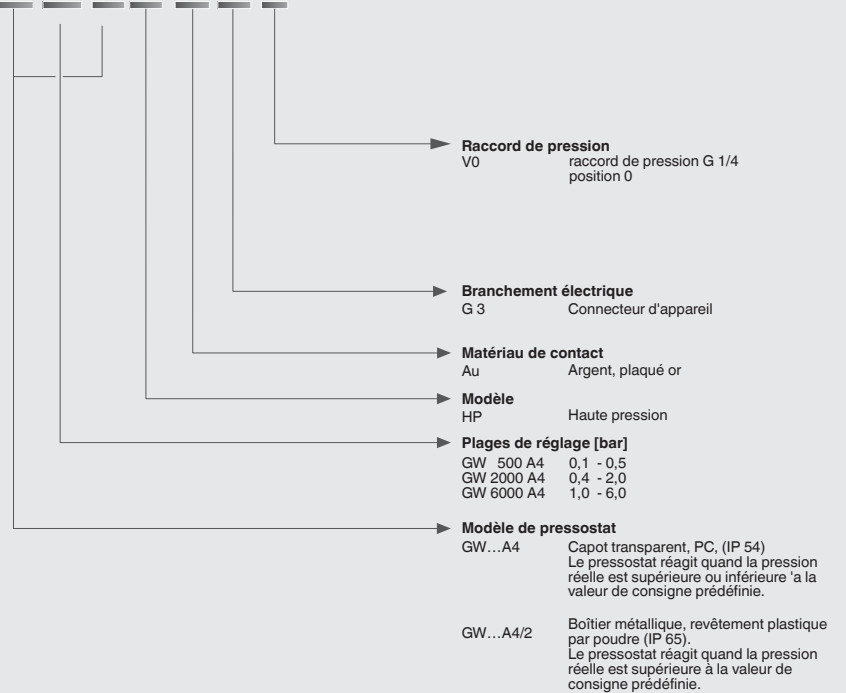 Raccord de pression
V0 raccord de pression G 1/4
position 0
Branchement électrique
G 3 Connecteur d'appareil
Matériau de contact
Au Argent, plaqué or
Modèle
HP Haute pression
Plages de réglage [bar]
GW 500 A4 0,1 - 0,5
GW 2000 A4 0,4 - 2,0
GW 6000 A4 1,0 - 6,0
Modèle de pressostat
GW…A4 Capot transparent, PC, (IP 54)
Le pressostat réagit quand la pression
réelle est supérieure ou inférieure 'a la
valeur de consigne prédéfinie.
GW…A4/2 Boîtier métallique, revêtement plastique
par poudre (IP 65).
Le pressostat réagit quand la pression
réelle est supérieure à la valeur de
consigne prédéfinie.